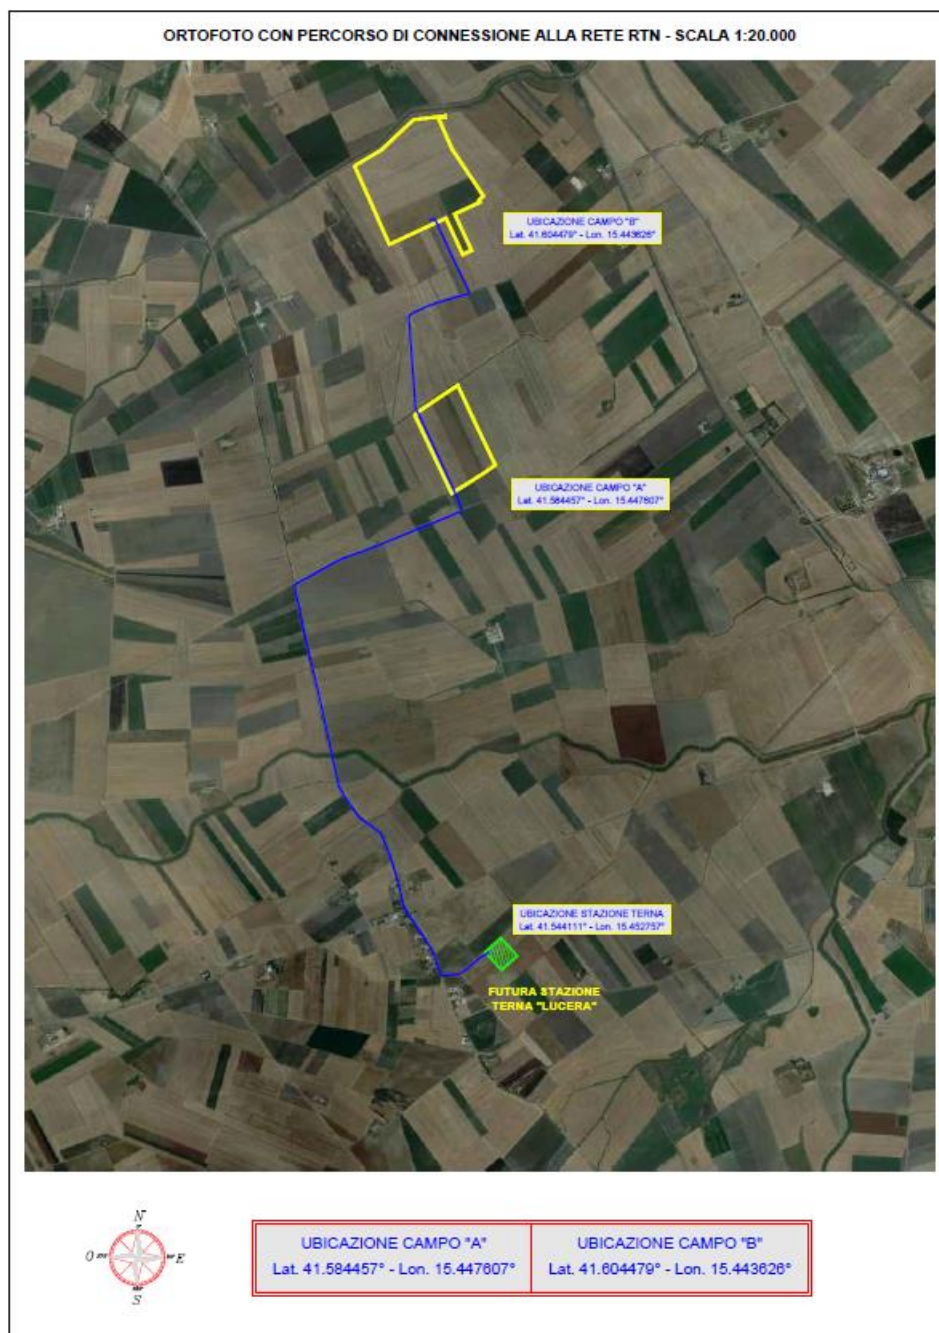 ORTOFOTO CON PERCORSO DI CONNESSIONE ALLA RETE RTN - SCALA 1:20.000
UBICAZIONE CAMPO "B"
Lat. 41.604479° - Lon. 15.443626°
UBICAZIONE CAMPO "A"
Lat. 41.584457° - Lon. 15.447607°
UBICAZIONE STAZIONE TERNA
Lat. 41.544111° - Lon. 15.452757°
FUTURA STAZIONE
TERNA "LUCERA"
N
O
E
S
UBICAZIONE CAMPO "A"
Lat. 41.584457° - Lon. 15.447607°
UBICAZIONE CAMPO "B"
Lat. 41.604479° - Lon. 15.443626°